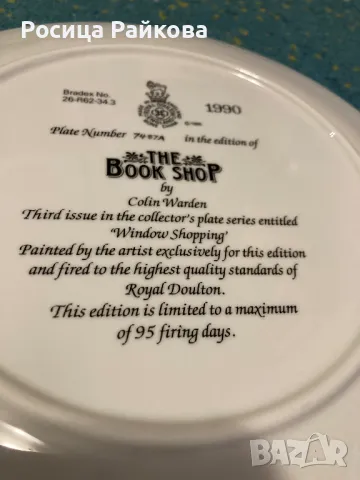 Росица Райкова
Bradex No.
26-R62-34.3
1990
Plate Number 7457A in the edition of
THE
BOOK SHOP
by
Colin Warden
Third issue in the collector's plate series entitled
'Window Shopping'
Painted by the artist exclusively for this edition
and fired to the highest quality standards of
Royal Doulton.
This edition is limited to a maximum
of 95 firing days.
bazar
БАЗАР